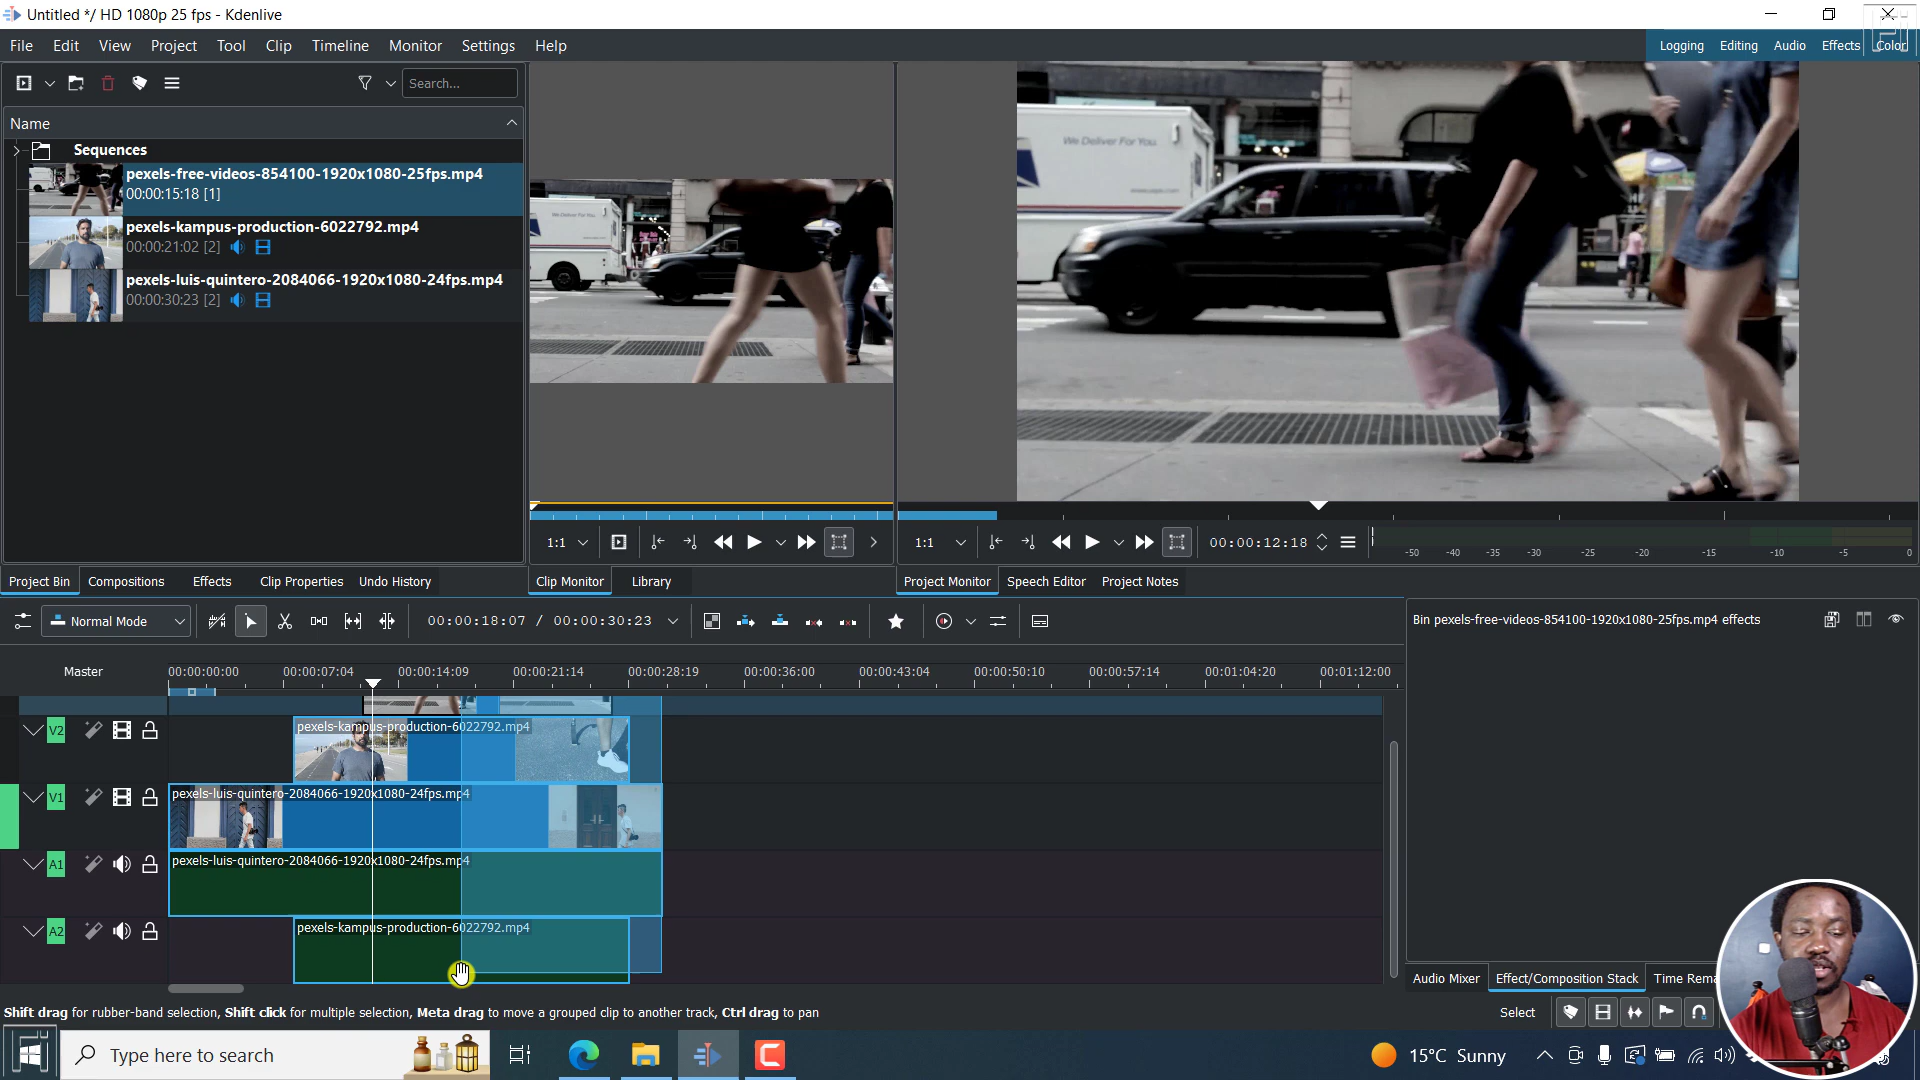 Untitled */ HD 1080p 25 fps - Kdenlive
File Edit View Project Tool Clip Timeline Monitor Settings Help
Logging Editing Audio Effects Color
Search...
Name
Sequences
pexels-free-videos-854100-1920x1080-25fps.mp4
00:00:15:18 [1]
pexels-kampus-production-6022792.mp4
00:00:21:02 [2]
pexels-luis-quintero-2084066-1920x1080-24fps.mp4
00:00:30:23 [2]
We Deliver For You
1:1
1:1
00:00:12:18
-50 -40 -35 -30 -25 -20 -15 -10 -5 0
Project Bin Compositions Effects Clip Properties Undo History
Clip Monitor Library
Project Monitor Speech Editor Project Notes
Normal Mode
00:00:18:07 / 00:00:30:23
Bin pexels-free-videos-854100-1920x1080-25fps.mp4 effects
Master
00:00:00:00 00:00:07:04 00:00:14:09 00:00:21:14 00:00:28:19 00:00:36:00 00:00:43:04 00:00:50:10 00:00:57:14 00:01:04:20 00:01:12:00
V2
pexels-kampus-production-6022792.mp4
V1
pexels-luis-quintero-2084066-1920x1080-24fps.mp4
A1
pexels-luis-quintero-2084066-1920x1080-24fps.mp4
A2
pexels-kampus-production-6022792.mp4
Audio Mixer Effect/Composition Stack Time Rema
Shift drag for rubber-band selection, Shift click for multiple selection, Meta drag to move a grouped clip to another track, Ctrl drag to pan
Select
Type here to search
15°C Sunny